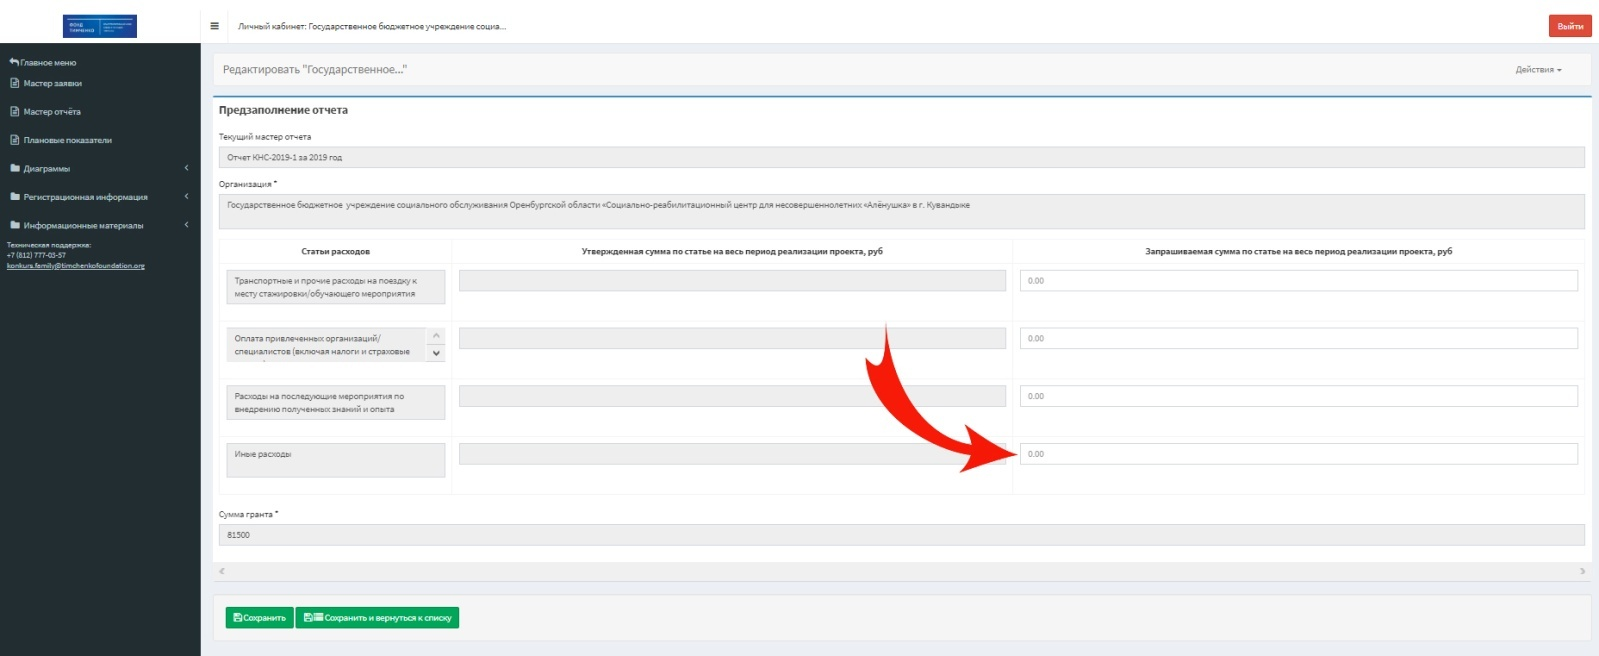 ФОНД
ТИМЧЕНКО
Личный кабинет: Государственное бюджетное учреждение социа...
Выйти
Главное меню
Мастер заявки
Мастер отчёта
Плановые показатели
Диаграммы
Регистрационная информация
Информационные материалы
Техническая поддержка:
+7 (812) 777-03-57
konkurs.family@timchenkofoundation.org
Редактировать "Государственное..."
Действия
Предзаполнение отчета
Текущий мастер отчета
Отчет КНС-2019-1 за 2019 год
Организация *
Государственное бюджетное учреждение социального обслуживания Оренбургской области «Социально-реабилитационный центр для несовершеннолетних «Алёнушка» в г. Кувандыке
Статьи расходов
Утвержденная сумма по статье на весь период реализации проекта, руб
Запрашиваемая сумма по статье на весь период реализации проекта, руб
Транспортные и прочие расходы на поездку к
месту стажировки/обучающего мероприятия
0.00
Оплата привлеченных организаций/
специалистов (включая налоги и страховые
0.00
Расходы на последующие мероприятия по
внедрению полученных знаний и опыта
0.00
Иные расходы
0.00
Сумма гранта *
81500
Сохранить
Сохранить и вернуться к списку